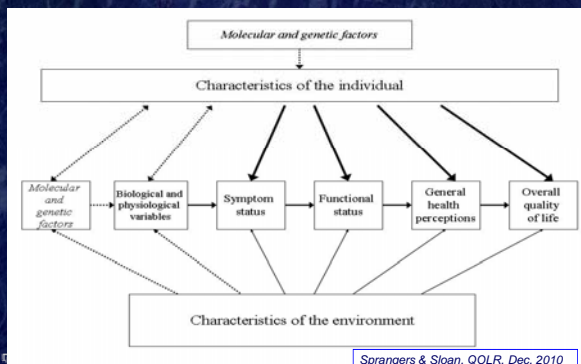 Molecular and genetic factors
Characteristics of the individual
Molecular
and
genetic
factors
Biological and
physiological
variables
Symptom
status
Functional
status
General
health
perceptions
Overall
quality
of life
Characteristics of the environment
Sprangers & Sloan, QOLR, Dec, 2010